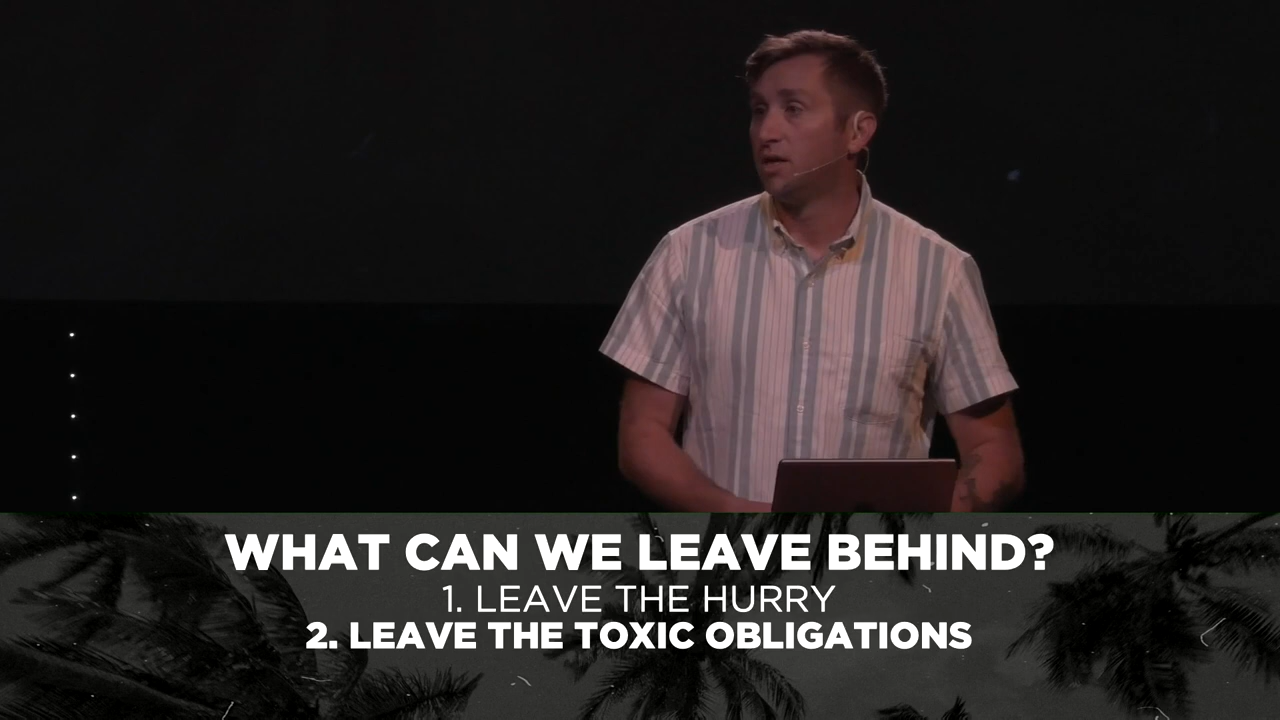 WHAT CAN WE LEAVE BEHIND?
1. LEAVE THE HURRY
2. LEAVE THE TOXIC OBLIGATIONS